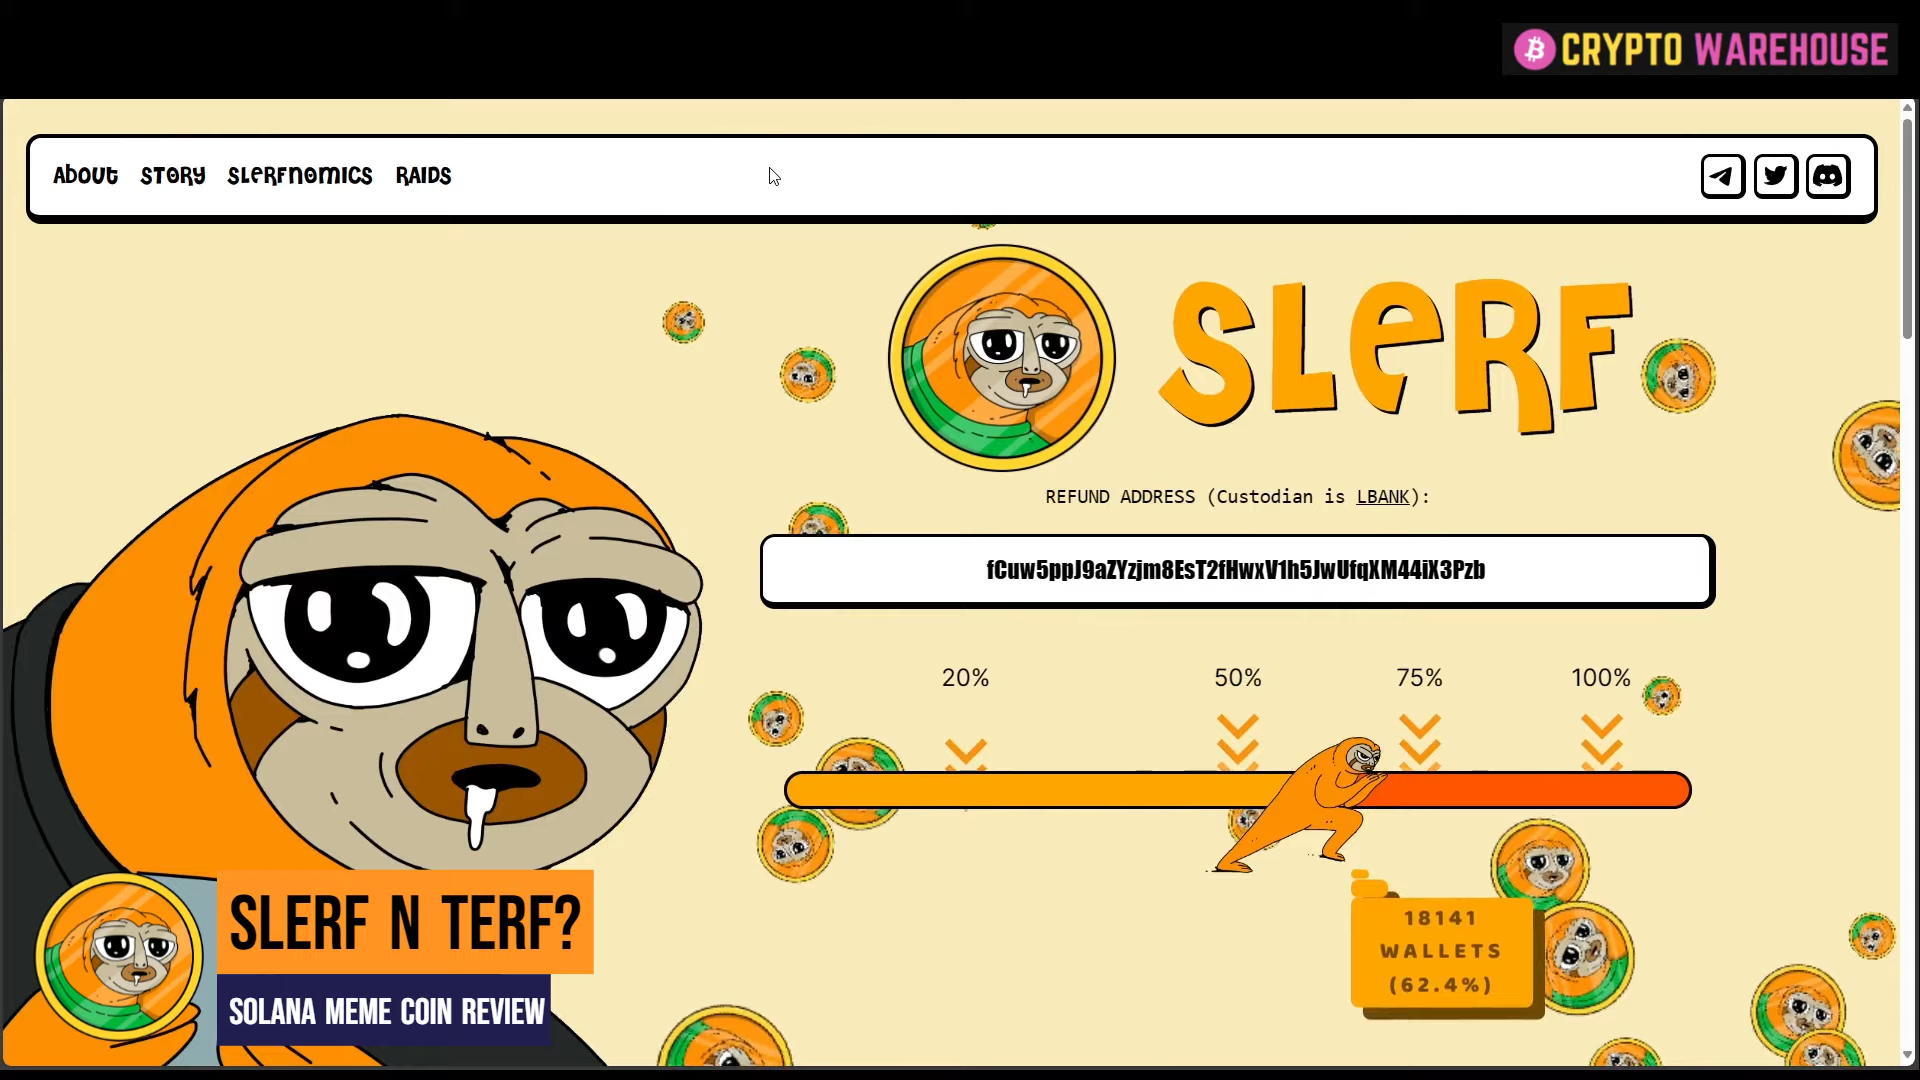 CRYPTO WAREHOUSE
About STORY SLERFNOMICS RAIDS
SLERF
REFUND ADDRESS (Custodian is LBANK):
fCuw5ppJ9aZYzjm8EsT2fHwxV1h5JwUfqXM44iX3Pzb
20% 50% 75% 100%
18141
WALLETS
(62.4%)
SLERF N TERF?
SOLANA MEME COIN REVIEW